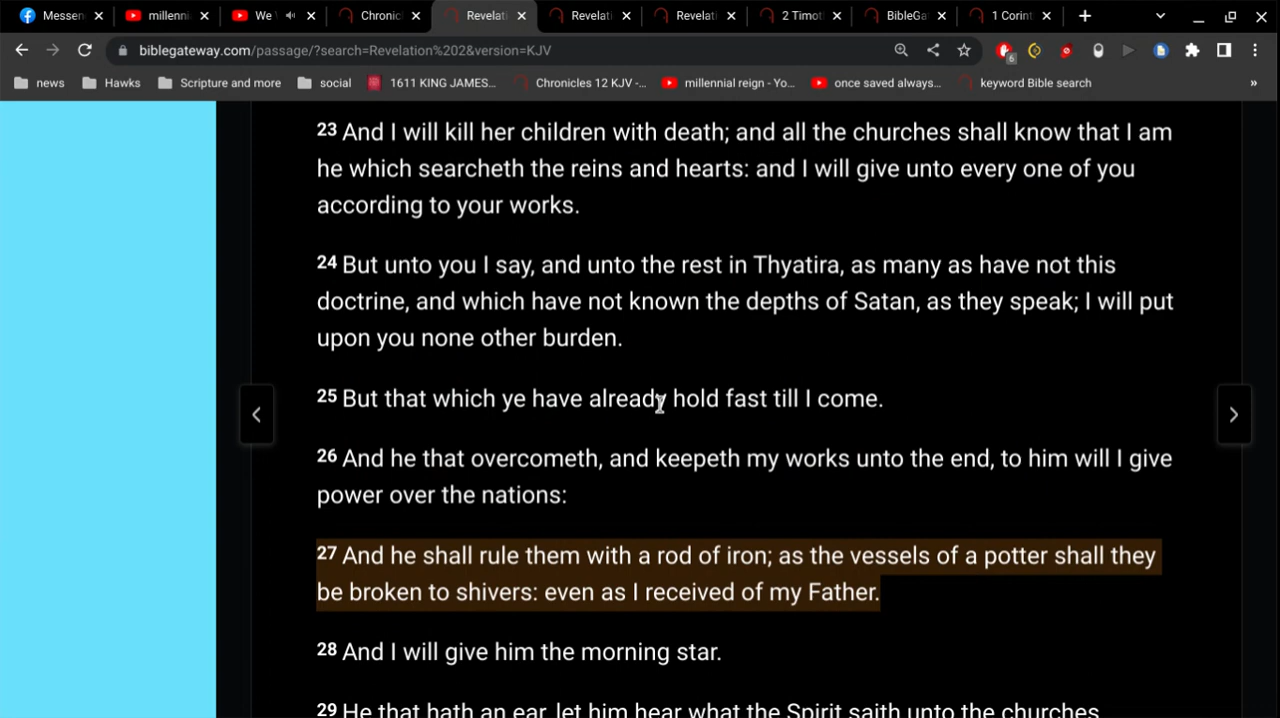 Messen millenni We Chronic Revelati Revelati Revelati 2 Timot BibleGa 1 Corint
biblegateway.com/passage/?search=Revelation%202&version=KJV 6
news Hawks Scripture and more social 1611 KING JAMES... Chronicles 12 KJV -... millennial reign - Yo... once saved always... keyword Bible search »
23 And I will kill her children with death; and all the churches shall know that I am
he which searcheth the reins and hearts: and I will give unto every one of you
according to your works.
24 But unto you I say, and unto the rest in Thyatira, as many as have not this
doctrine, and which have not known the depths of Satan, as they speak; I will put
upon you none other burden.
25 But that which ye have already hold fast till I come.
26 And he that overcometh, and keepeth my works unto the end, to him will I give
power over the nations:
27 And he shall rule them with a rod of iron; as the vessels of a potter shall they
be broken to shivers: even as I received of my Father.
28 And I will give him the morning star.
29 He that hath an ear, let him hear what the Spirit saith unto the churches